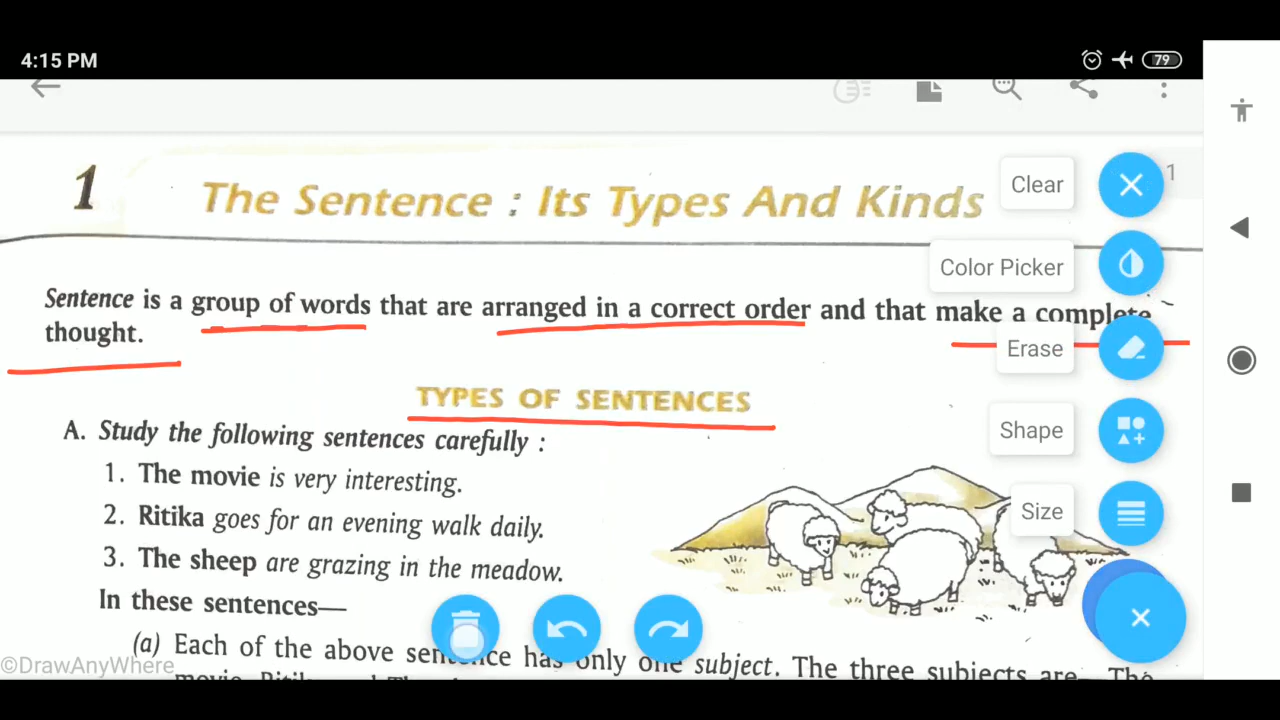 4:15 PM
79
1
1 The Sentence : Its Types And Kinds
Clear
Color Picker
Sentence is a group of words that are arranged in a correct order and that make a complete
thought.
Erase
TYPES OF SENTENCES
A. Study the following sentences carefully :
Shape
1. The movie is very interesting.
2. Ritika goes for an evening walk daily.
Size
3. The sheep are grazing in the meadow.
In these sentences—
(a) Each of the above sentence has only one subject. The three subjects are— The
©DrawAnyWhere